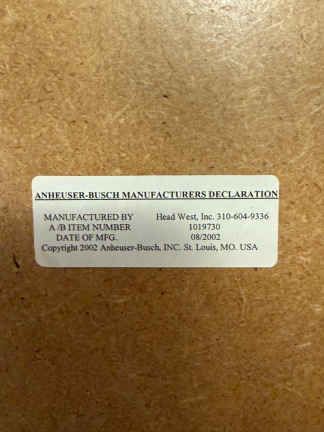 ANHEUSER-BUSCH MANUFACTURERS DECLARATION
MANUFACTURED BY Head West, Inc. 310-604-9336
A /B ITEM NUMBER 1019730
DATE OF MFG. 08/2002
Copyright 2002 Anheuser-Busch, INC. St. Louis, MO. USA